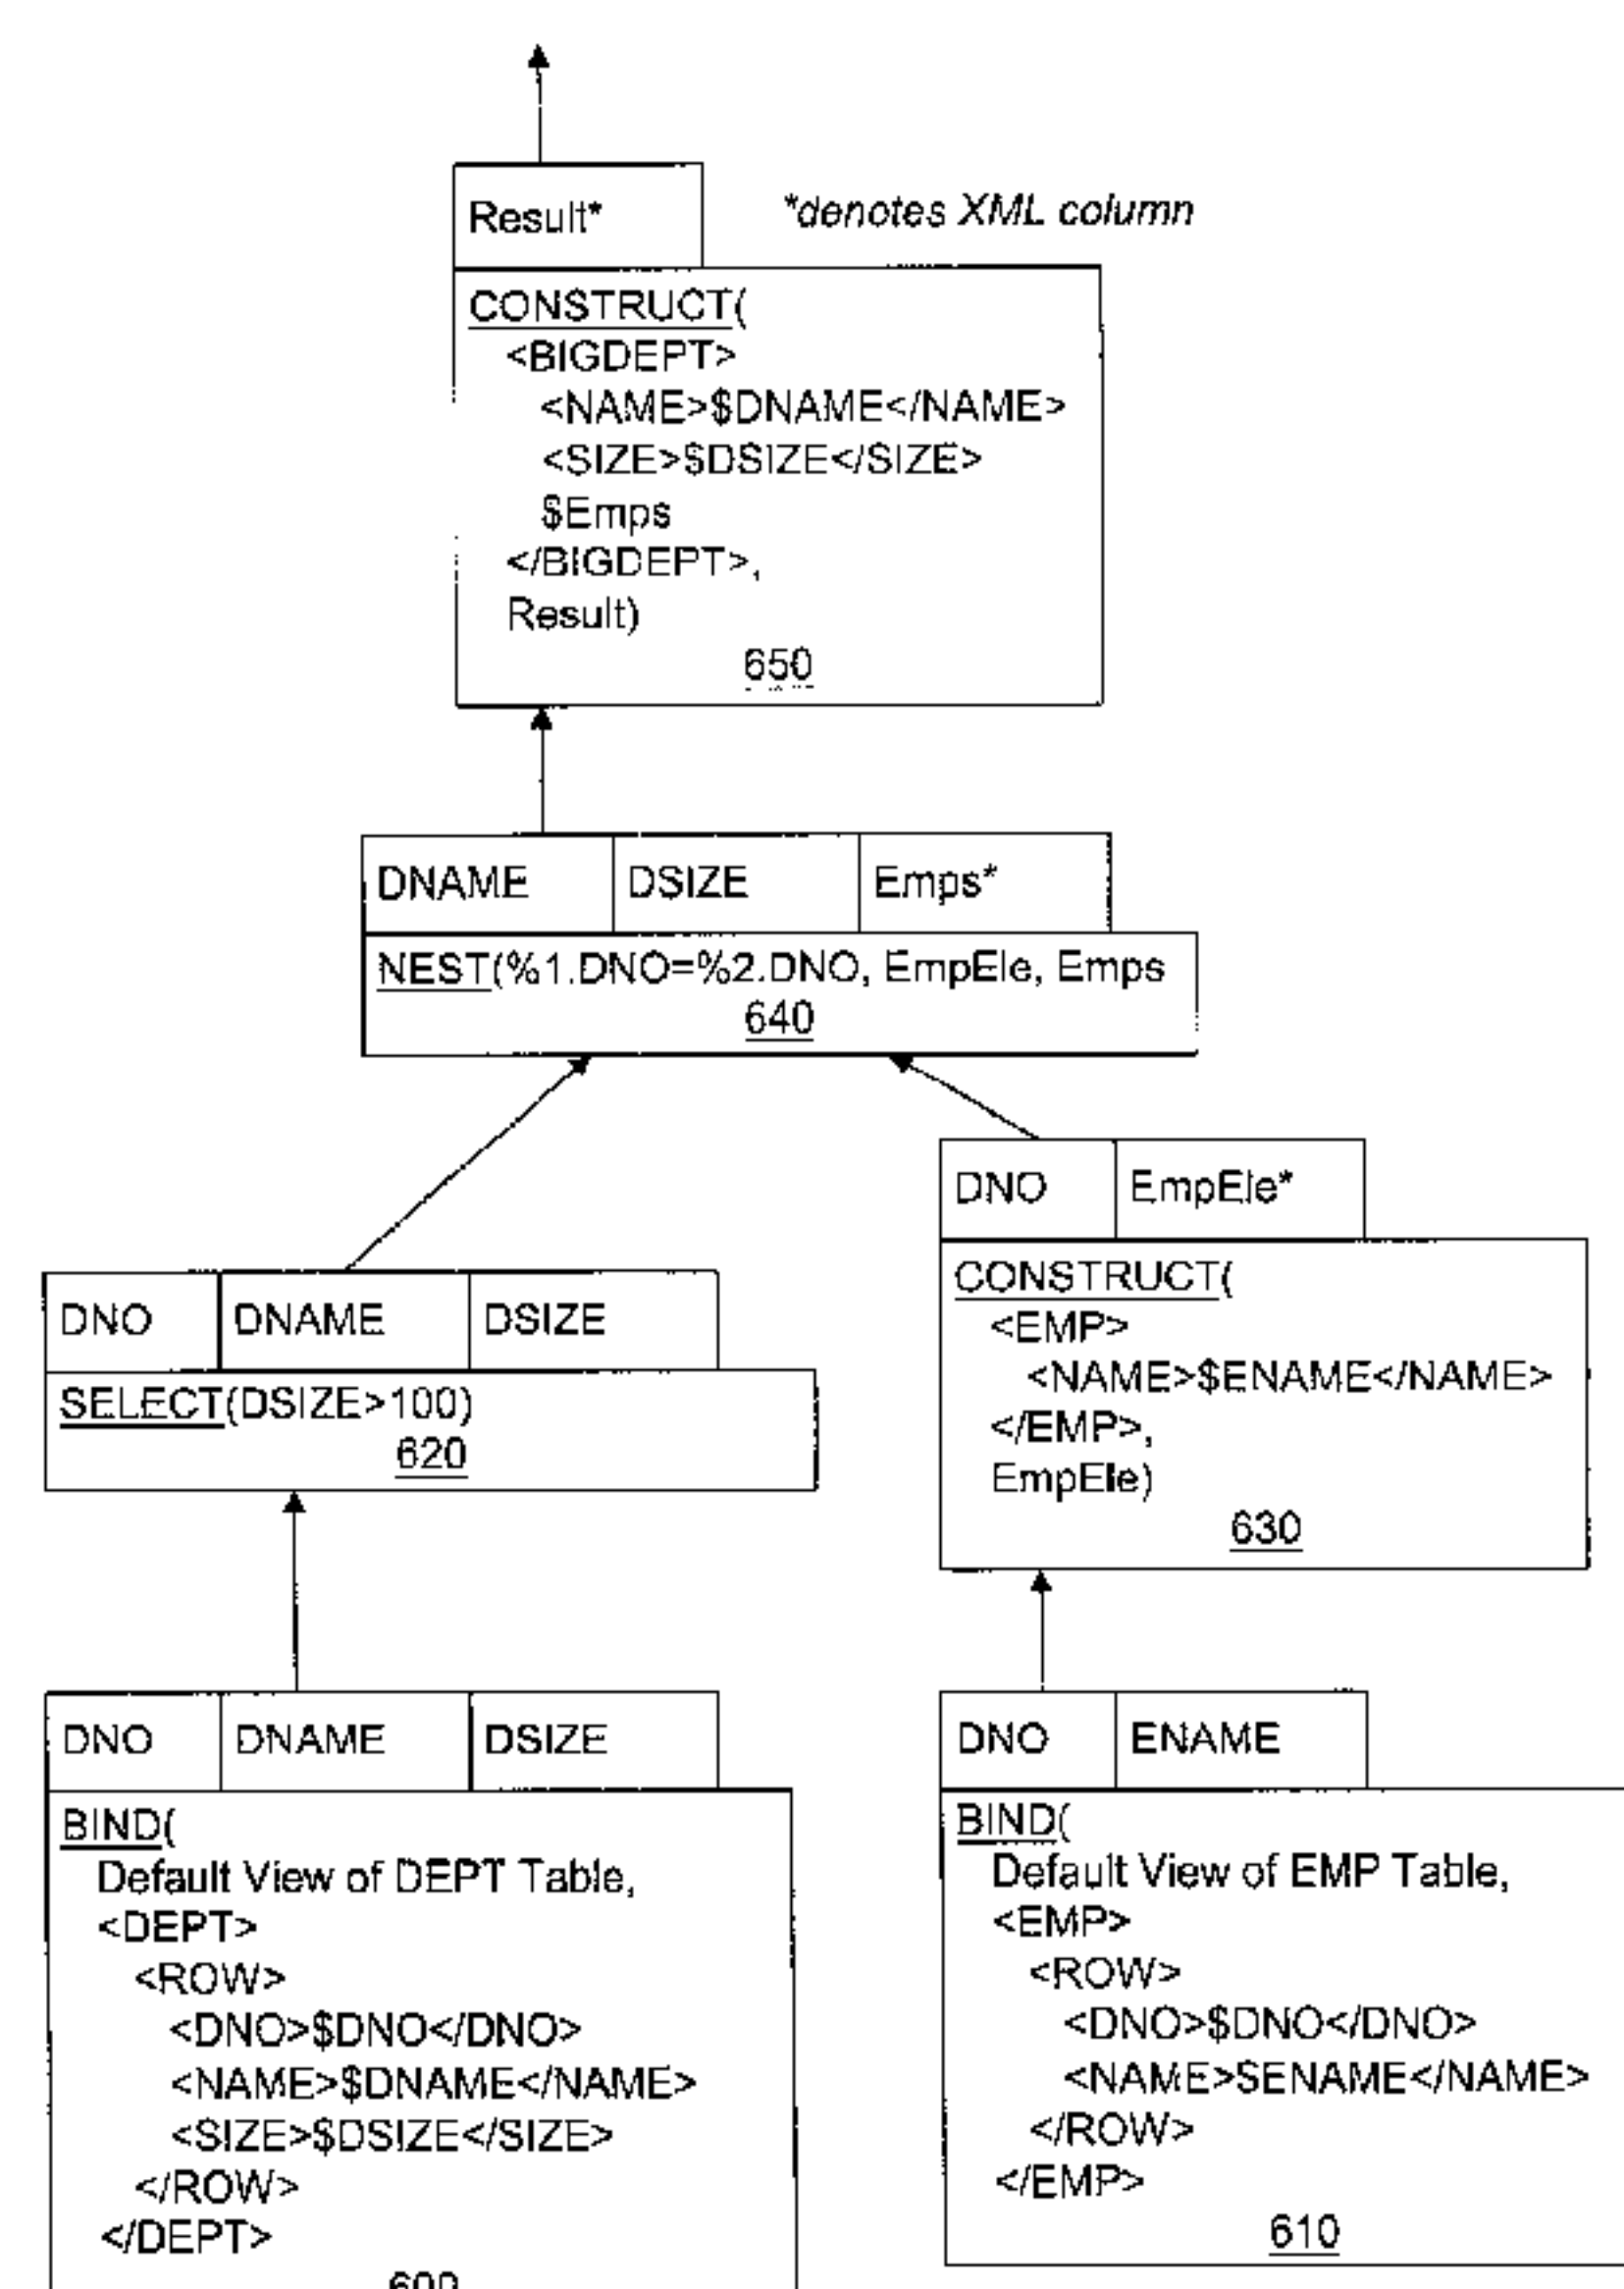 Result*
*denotes XML column
CONSTRUCT(
<BIGDEPT>
<NAME>$DNAME</NAME>
<SIZE>$DSIZE</SIZE>
$Emps
</BIGDEPT>,
Result)
650
DNAME DSIZE Emps*
NEST(%1.DNO=%2.DNO, EmpEle, Emps
640
DNO EmpEle*
CONSTRUCT(
<EMP>
<NAME>$ENAME</NAME>
</EMP>,
EmpEle)
630
DNO DNAME DSIZE
SELECT(DSIZE>100)
620
DNO DNAME DSIZE
BIND(
Default View of DEPT Table,
<DEPT>
<ROW>
<DNO>$DNO</DNO>
<NAME>$DNAME</NAME>
<SIZE>$DSIZE</SIZE>
</ROW>
</DEPT>
600
DNO ENAME
BIND(
Default View of EMP Table,
<EMP>
<ROW>
<DNO>$DNO</DNO>
<NAME>$ENAME</NAME>
</ROW>
</EMP>
610